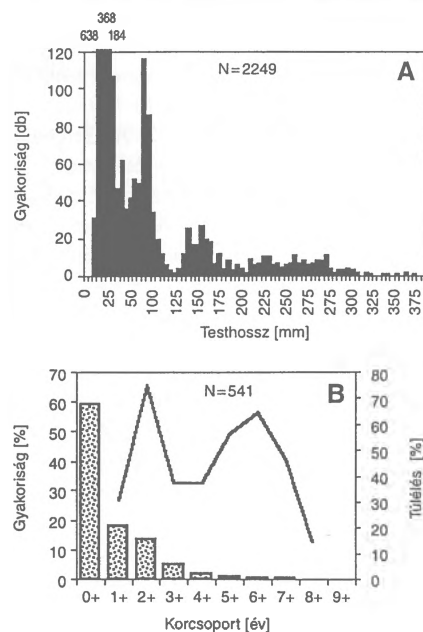 368
638 184
120
100
80
60
40
20
0
Gyakoriság [db]
N=2249
A
0 25 50 75 100 125 150 175 200 225 250 275 300 325 350 375
Testhossz [mm]
70
60
50
40
30
20
10
0
Gyakoriság [%]
N=541
B
80
70
60
50
40
30
20
10
0
Túlélés [%]
0+ 1+ 2+ 3+ 4+ 5+ 6+ 7+ 8+ 9+
Korcsoport [év]